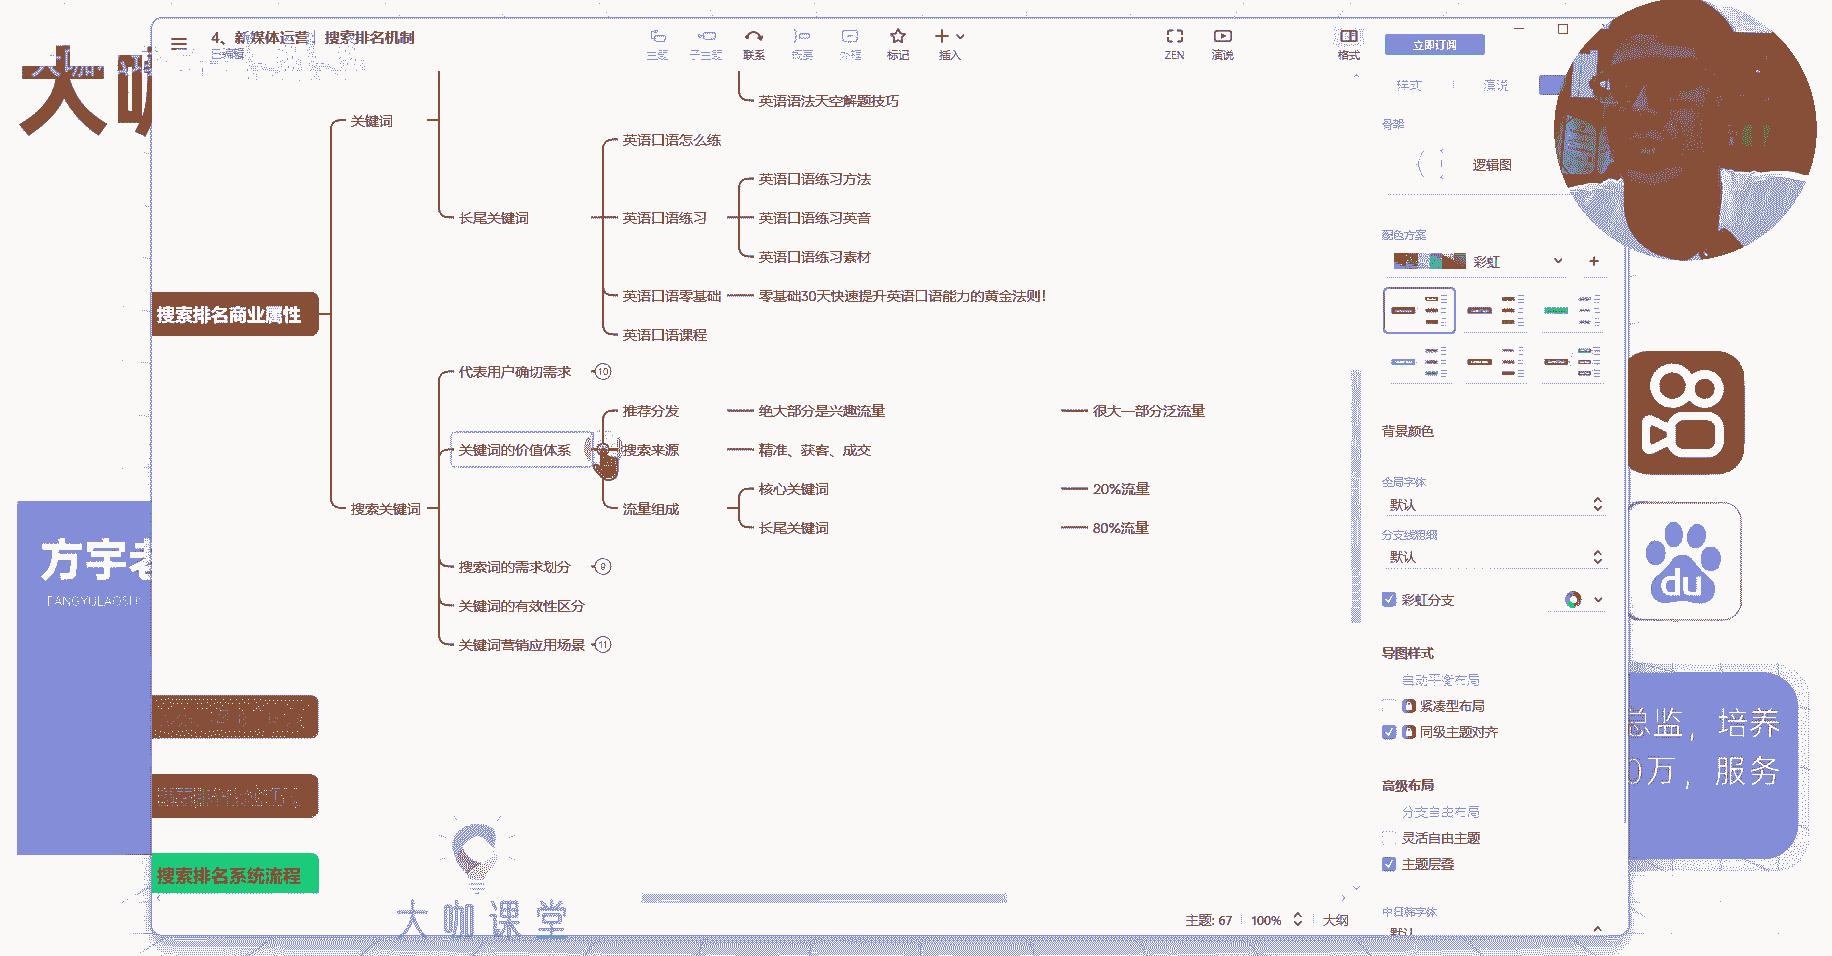 4、新媒体运营 | 搜索排名机制
已编辑
主题
子主题
联系
概要
外框
标记
插入
ZEN
演说
格式
立即订阅
样式
演说
骨架
逻辑图
配色方案
彩虹
背景颜色
全局字体
默认
分支线粗细
默认
彩虹分支
导图样式
自动平衡布局
紧凑型布局
同级主题对齐
高级布局
分支自由布局
灵活自由主题
主题层叠
中日韩字体
默认
搜索排名商业属性
关键词
英语语法天空解题技巧
长尾关键词
英语口语怎么练
英语口语练习
英语口语练习方法
英语口语练习英音
英语口语练习素材
英语口语零基础
零基础30天快速提升英语口语能力的黄金法则！
英语口语课程
搜索关键词
代表用户确切需求
10
关键词的价值体系
推荐分发
绝大部分是兴趣流量
很大一部分泛流量
搜索来源
精准、获客、成交
流量组成
核心关键词
20%流量
长尾关键词
80%流量
搜索词的需求划分
9
关键词的有效性区分
关键词营销应用场景
11
搜索排名系统流程
主题: 67
100%
大纲
大咖课堂
大咖
方宇老
FANGYULAOSHI
du
总监，培养
0万，服务